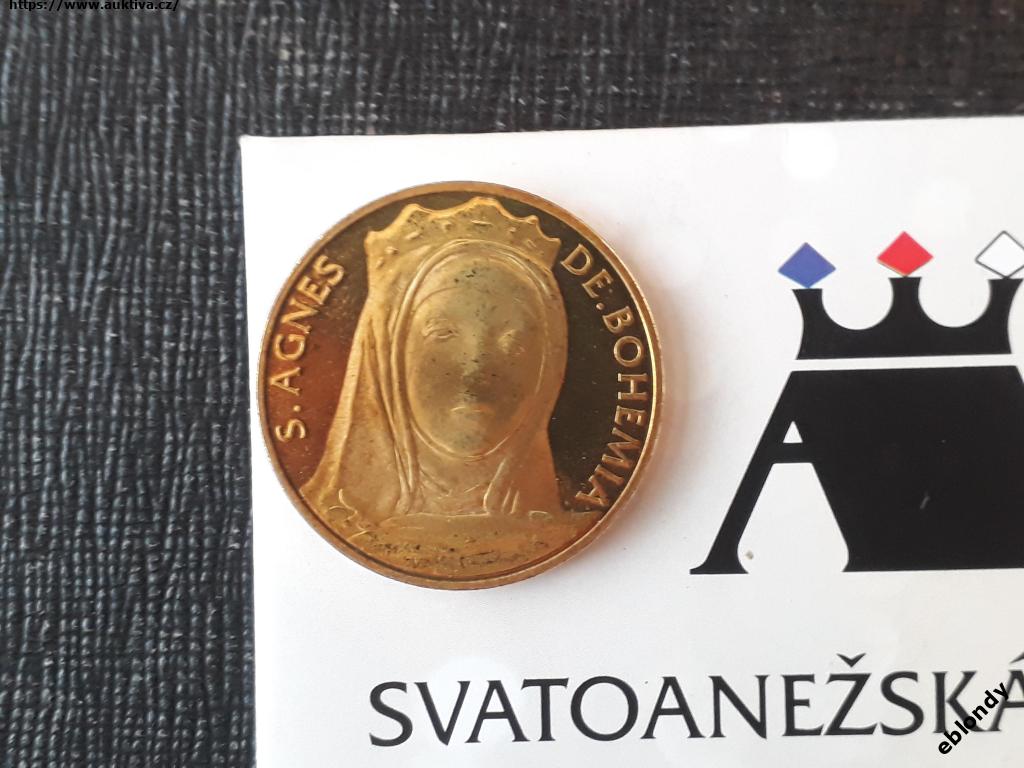 https://www.auktiva.cz/
S. AGNES
DE. BOHEMIA
SVATOANEŽSKÁ
eblondy